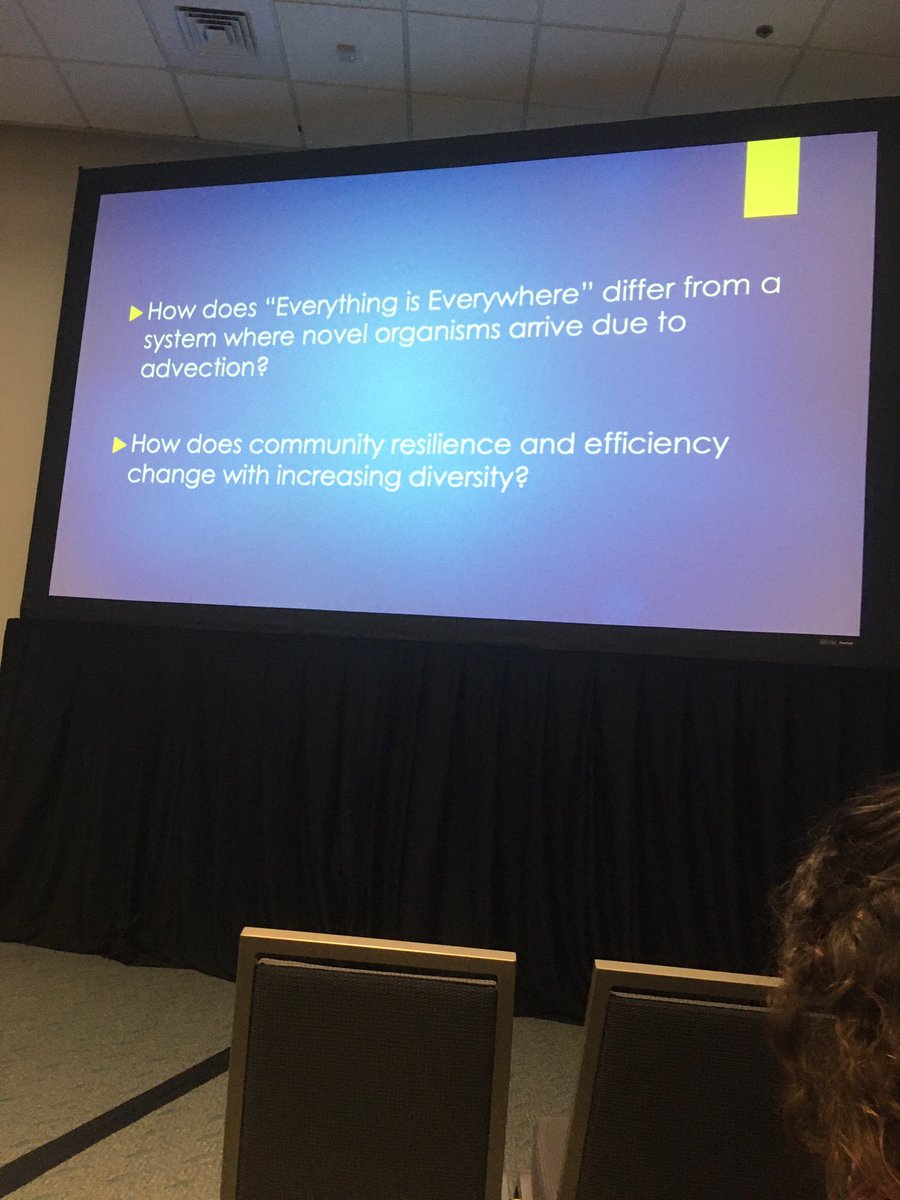 How does “Everything is Everywhere” differ from a
system where novel organisms arrive due to
advection?
How does community resilience and efficiency
change with increasing diversity?